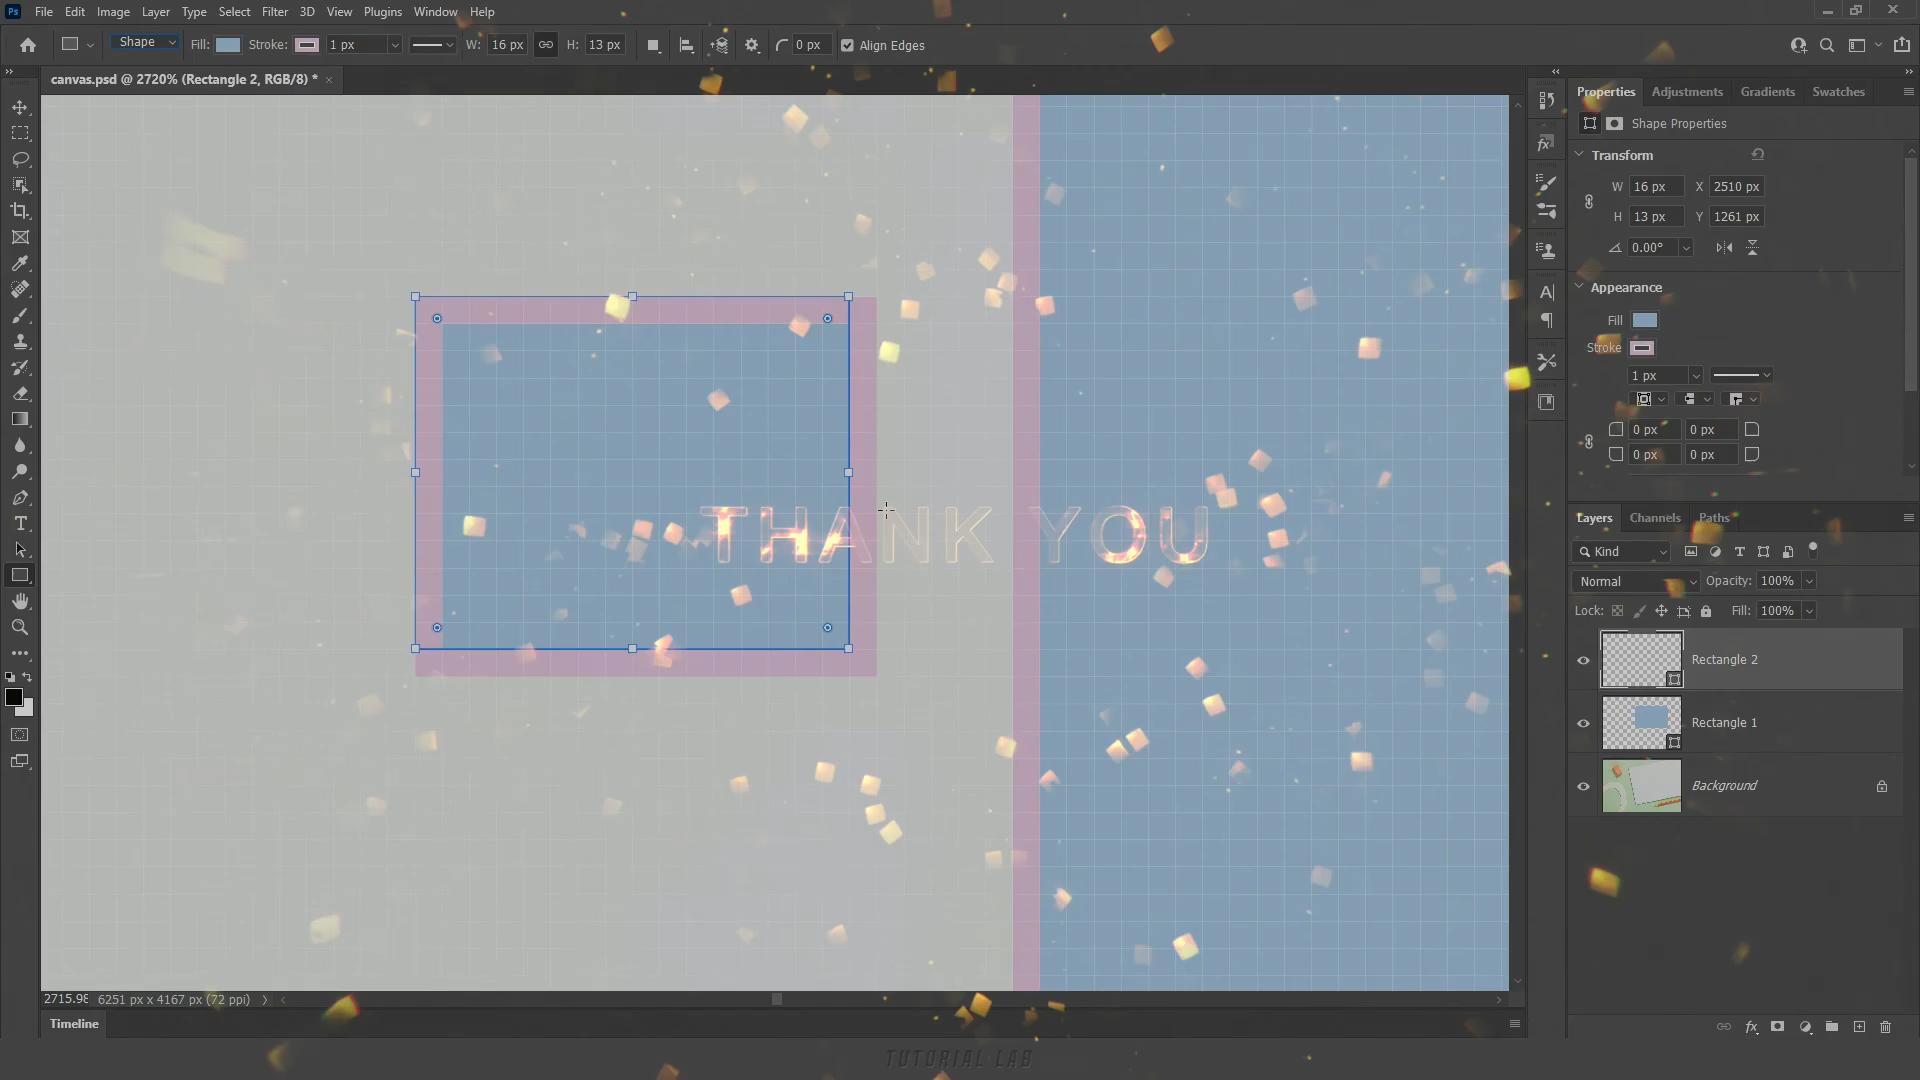 Ps File Edit Image Layer Type Select Filter 3D View Plugins Window Help
Shape Fill: Stroke: 1 px W: 16 px H: 13 px 0 px Align Edges
canvas.psd @ 2720% (Rectangle 2, RGB/8) *
Properties Adjustments Gradients Swatches
Shape Properties
Transform
W 16 px X 2510 px
H 13 px Y 1261 px
0.00°
Appearance
Fill
Stroke
1 px
0 px 0 px
0 px 0 px
THANK YOU
Layers Channels Paths
Kind
Normal Opacity: 100%
Lock: Fill: 100%
Rectangle 2
Rectangle 1
Background
2715.98 6251 px x 4167 px (72 ppi)
Timeline
TUTORIAL LAB